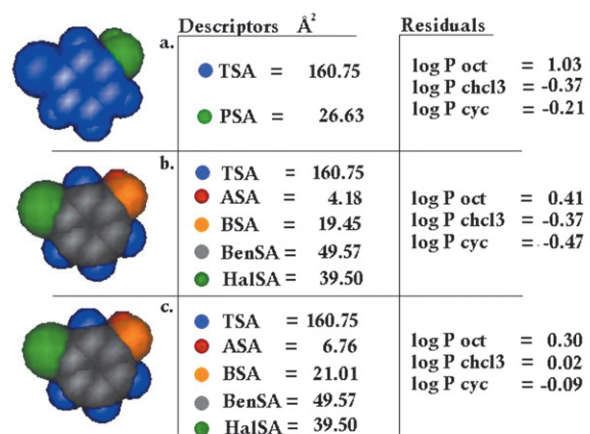 Descriptors Å²
Residuals
a.
TSA = 160.75
PSA = 26.63
log P oct = 1.03
log P chcl3 = -0.37
log P cyc = -0.21
b.
TSA = 160.75
ASA = 4.18
BSA = 19.45
BenSA = 49.57
HalSA = 39.50
log P oct = 0.41
log P chcl3 = -0.37
log P cyc = -0.47
c.
TSA = 160.75
ASA = 6.76
BSA = 21.01
BenSA = 49.57
HalSA = 39.50
log P oct = 0.30
log P chcl3 = 0.02
log P cyc = -0.09